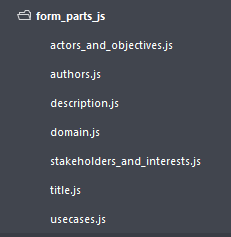 form_parts_js
actors_and_objectives.js
authors.js
description.js
domain.js
stakeholders_and_interests.js
title.js
usecases.js